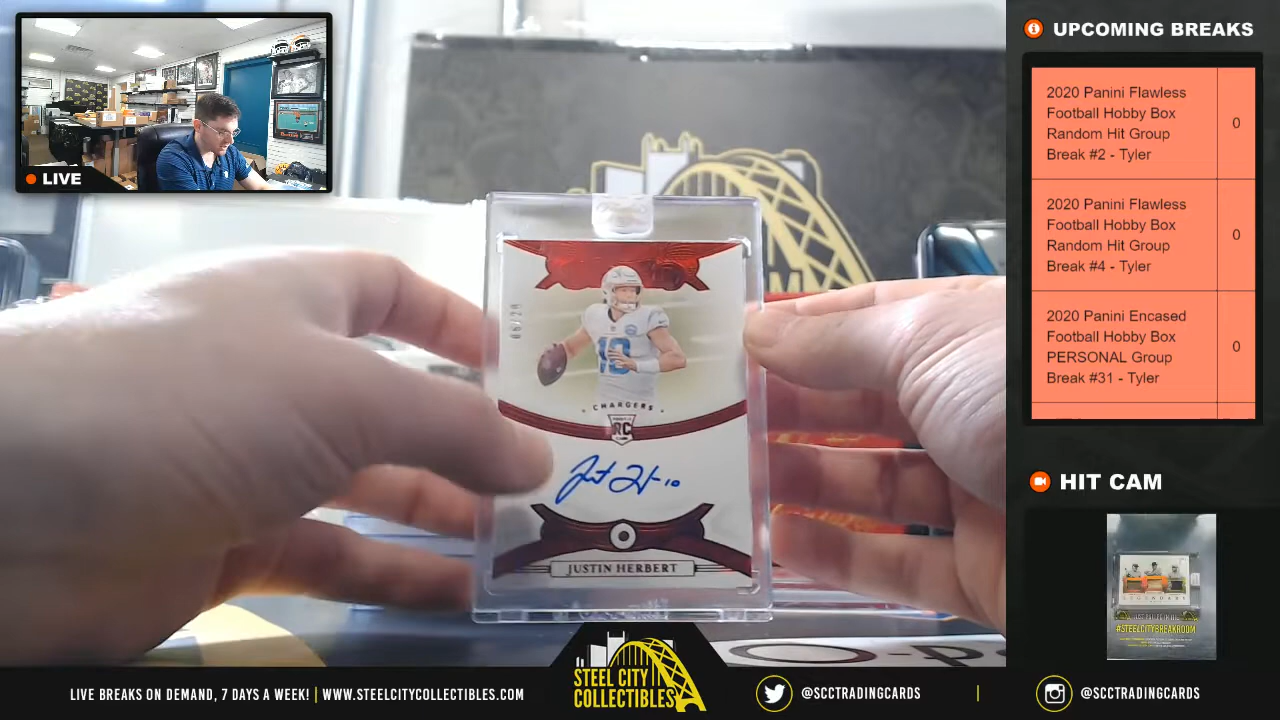 LIVE
UPCOMING BREAKS
2020 Panini Flawless
Football Hobby Box
Random Hit Group
Break #2 - Tyler
0
2020 Panini Flawless
Football Hobby Box
Random Hit Group
Break #4 - Tyler
0
2020 Panini Encased
Football Hobby Box
PERSONAL Group
Break #31 - Tyler
0
HIT CAM
#STEELCITYBREAKROOM
10
CHARGERS
RC
JUSTIN HERBERT
LIVE BREAKS ON DEMAND, 7 DAYS A WEEK! | WWW.STEELCITYCOLLECTIBLES.COM
STEEL CITY
COLLECTIBLES
@SCCTRADINGCARDS
@SCCTRADINGCARDS